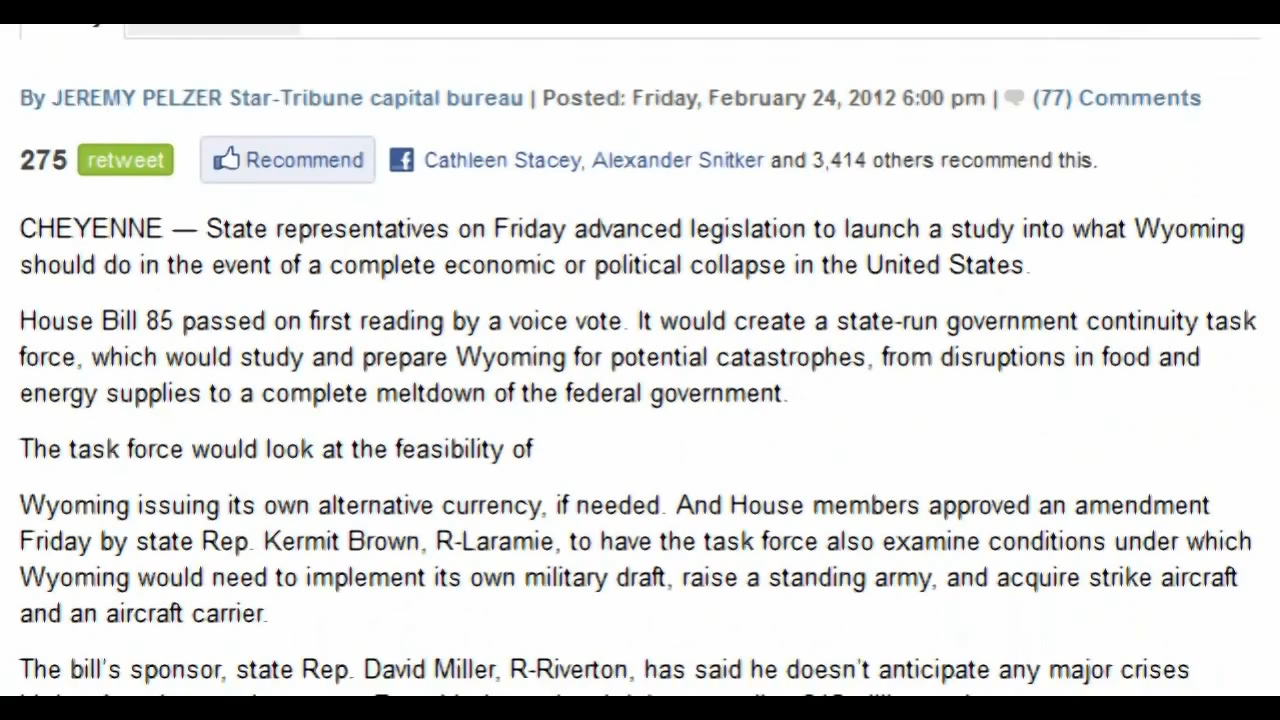 By JEREMY PELZER Star-Tribune capital bureau | Posted: Friday, February 24, 2012 6:00 pm | (77) Comments
275 retweet Recommend Cathleen Stacey, Alexander Snitker and 3,414 others recommend this.
CHEYENNE — State representatives on Friday advanced legislation to launch a study into what Wyoming
should do in the event of a complete economic or political collapse in the United States.
House Bill 85 passed on first reading by a voice vote. It would create a state-run government continuity task
force, which would study and prepare Wyoming for potential catastrophes, from disruptions in food and
energy supplies to a complete meltdown of the federal government.
The task force would look at the feasibility of
Wyoming issuing its own alternative currency, if needed. And House members approved an amendment
Friday by state Rep. Kermit Brown, R-Laramie, to have the task force also examine conditions under which
Wyoming would need to implement its own military draft, raise a standing army, and acquire strike aircraft
and an aircraft carrier.
The bill's sponsor, state Rep. David Miller, R-Riverton, has said he doesn't anticipate any major crises